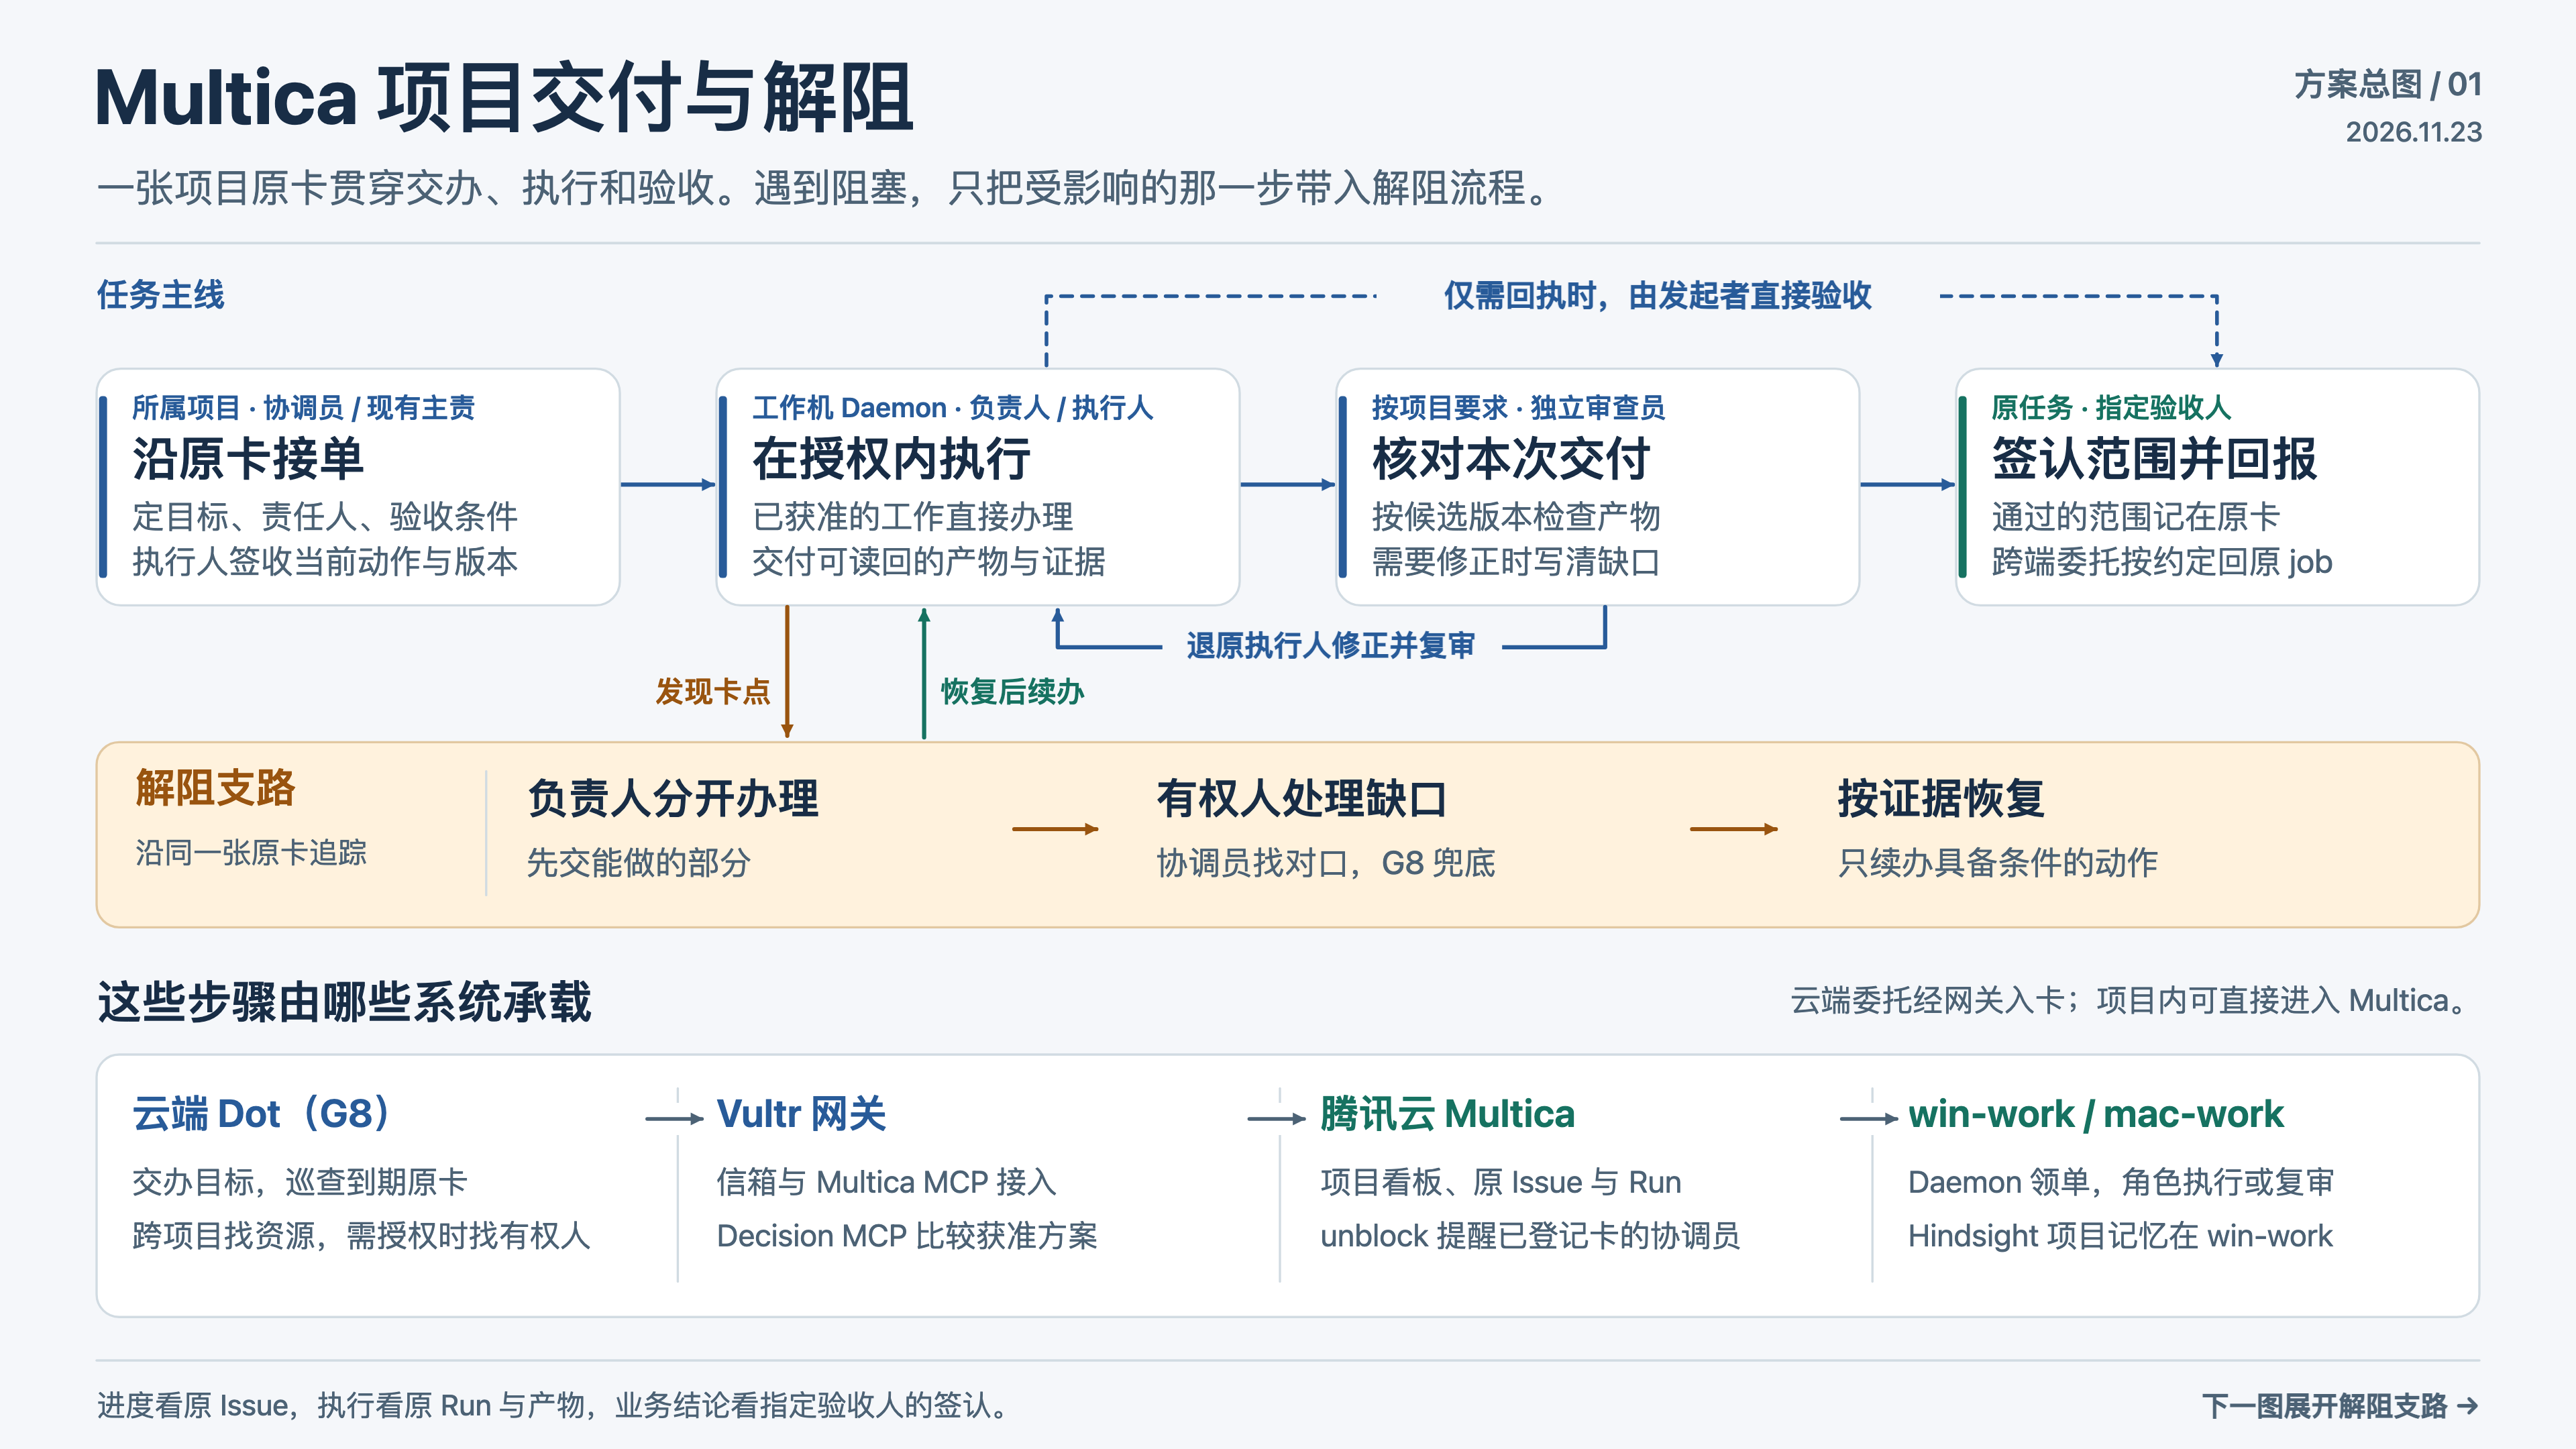 Multica 项目交付与解阻
方案总图 / 01
2026.11.23
一张项目原卡贯穿交办、执行和验收。遇到阻塞，只把受影响的那一步带入解阻流程。
任务主线
仅需回执时，由发起者直接验收
所属项目 · 协调员 / 现有主责
沿原卡接单
定目标、责任人、验收条件
执行人签收当前动作与版本
工作机 Daemon · 负责人 / 执行人
在授权内执行
已获准的工作直接办理
交付可读回的产物与证据
按项目要求 · 独立审查员
核对本次交付
按候选版本检查产物
需要修正时写清缺口
原任务 · 指定验收人
签认范围并回报
通过的范围记在原卡
跨端委托按约定回原 job
退原执行人修正并复审
发现卡点
恢复后续办
解阻支路
沿同一张原卡追踪
负责人分开办理
先交能做的部分
有权人处理缺口
协调员找对口，G8 兜底
按证据恢复
只续办具备条件的动作
这些步骤由哪些系统承载
云端委托经网关入卡；项目内可直接进入 Multica。
云端 Dot（G8）
交办目标，巡查到期原卡
跨项目找资源，需授权时找有权人
Vultr 网关
信箱与 Multica MCP 接入
Decision MCP 比较获准方案
腾讯云 Multica
项目看板、原 Issue 与 Run
unblock 提醒已登记卡的协调员
win-work / mac-work
Daemon 领单，角色执行或复审
Hindsight 项目记忆在 win-work
进度看原 Issue，执行看原 Run 与产物，业务结论看指定验收人的签认。
下一图展开解阻支路 →